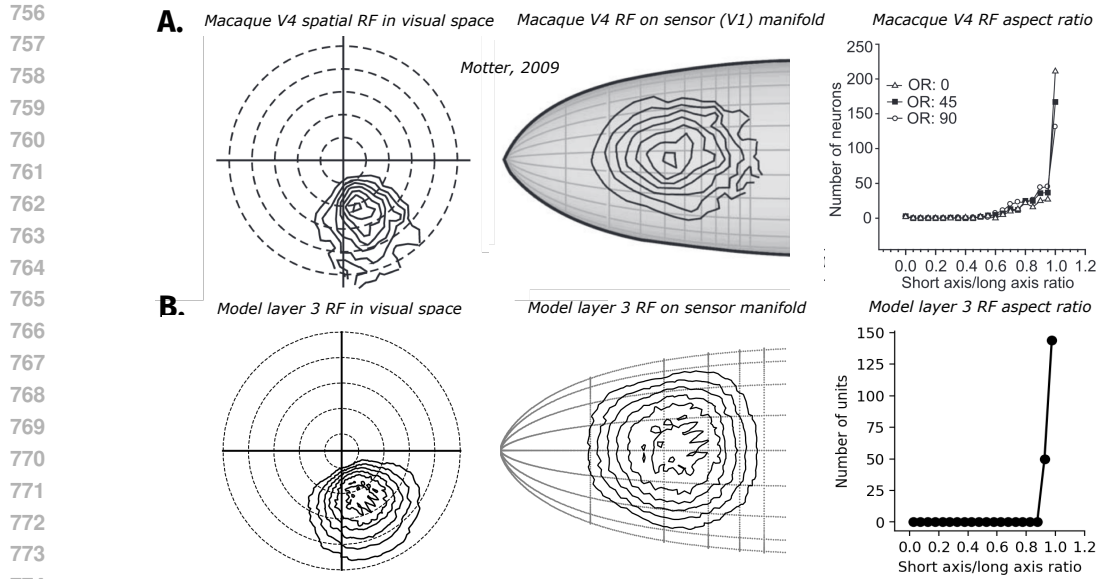 756
757
758
759
760
761
762
763
764
765
766
767
768
769
770
771
772
773
A.
Macaque V4 spatial RF in visual space
Macaque V4 RF on sensor (V1) manifold
Macacque V4 RF aspect ratio
Motter, 2009
250
200
150
100
50
0
Number of neurons
OR: 0
OR: 45
OR: 90
0.0 0.2 0.4 0.6 0.8 1.0 1.2
Short axis/long axis ratio
B.
Model layer 3 RF in visual space
Model layer 3 RF on sensor manifold
Model layer 3 RF aspect ratio
150
125
100
75
50
25
0
Number of units
0.0 0.2 0.4 0.6 0.8 1.0 1.2
Short axis/long axis ratio